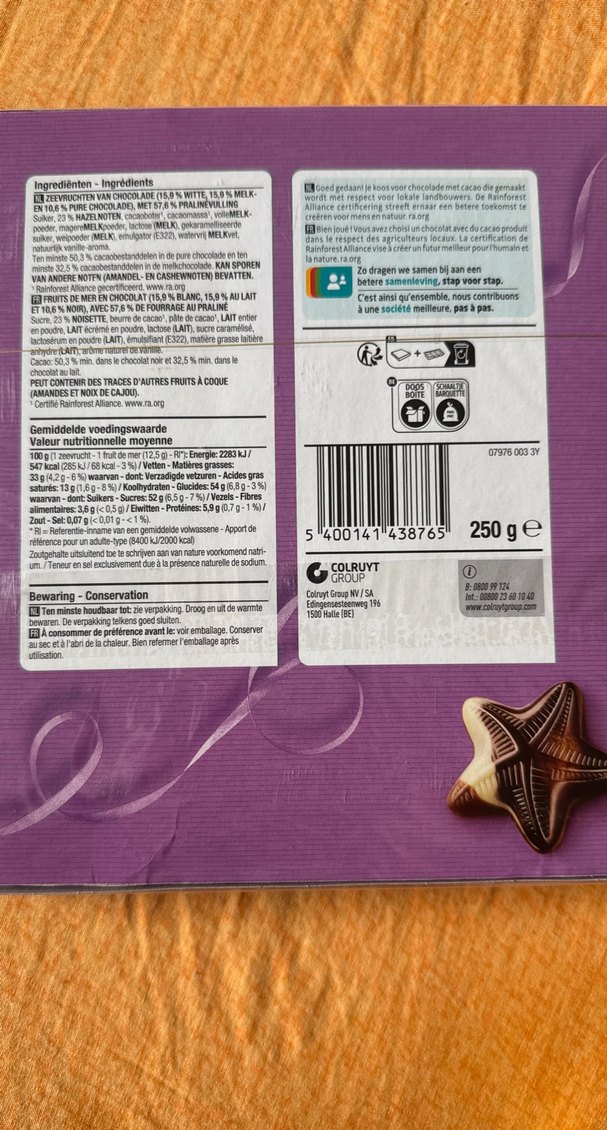 Ingrediënten - Ingrédients
NL ZEEVRUCHTEN VAN CHOCOLADE (15,9 % WITTE, 15,9 % MELK-
EN 10,6 % PURE CHOCOLADE), MET 57,6 % PRALINÉVULLING
Suiker, 23 % HAZELNOTEN, cacaoboter¹, cacaomassa¹, volleMELK-
poeder, magereMELKpoeder, lactose (MELK), gekarameliseerde
suiker, weipoeder (MELK), emulgator (E322), watervrij MELKvet,
natuurlijk vanille-aroma.
Ten minste 50,3 % cacaobestanddelen in de pure chocolade en ten
minste 32,5 % cacaobestanddelen in de melkchocolade. KAN SPOREN
VAN ANDERE NOTEN (AMANDEL- EN CASHEWNOTEN) BEVATTEN.
¹ Rainforest Alliance gecertificeerd. www.ra.org
FR FRUITS DE MER EN CHOCOLAT (15,9 % BLANC, 15,9 % AU LAIT
ET 10,6 % NOIR), AVEC 57,6 % DE FOURRAGE AU PRALINÉ
Sucre, 23 % NOISETTE, beurre de cacao¹, pâte de cacao¹, LAIT entier
en poudre, LAIT écrémé en poudre, lactose (LAIT), sucre caramélisé,
lactosérum en poudre (LAIT), émulsifiant (E322), matière grasse laitière
anhydre (LAIT), arôme naturel de vanille.
Cacao: 50,3 % min. dans le chocolat noir et 32,5 % min. dans le
chocolat au lait.
PEUT CONTENIR DES TRACES D'AUTRES FRUITS À COQUE
(AMANDES ET NOIX DE CAJOU).
¹ Certifié Rainforest Alliance. www.ra.org
Gemiddelde voedingswaarde
Valeur nutritionnelle moyenne
100 g (1 zeevrucht - 1 fruit de mer (12,5 g) - RI*): Energie: 2283 kJ /
547 kcal (285 kJ / 68 kcal - 3 %) / Vetten - Matières grasses:
33 g (4,2 g - 6 %) waarvan - dont: Verzadigde vetzuren - Acides gras
saturés: 13 g (1,6 g - 8 %) / Koolhydraten - Glucides: 54 g (6,8 g - 3 %)
waarvan - dont: Suikers - Sucres: 52 g (6,5 g - 7 %) / Vezels - Fibres
alimentaires: 3,6 g (< 0,5 g) / Eiwitten - Protéines: 5,9 g (0,7 g - 1 %) /
Zout - Sel: 0,07 g (< 0,01 g - < 1 %).
* RI = Referentie-inname van een gemiddelde volwassene - Apport de
référence pour un adulte-type (8400 kJ/2000 kcal)
Zoutgehalte uitsluitend toe te schrijven aan van nature voorkomend natri-
um. / Teneur en sel exclusivement due à la présence naturelle de sodium.
Bewaring - Conservation
NL Ten minste houdbaar tot: zie verpakking. Droog en uit de warmte
bewaren. De verpakking telkens goed sluiten.
FR À consommer de préférence avant le: voir emballage. Conserver
au sec et à l'abri de la chaleur. Bien refermer l'emballage après
utilisation.
NL Goed gedaan! Je koos voor chocolade met cacao die gemaakt
wordt met respect voor lokale landbouwers. De Rainforest
Alliance certificering streeft ernaar een betere toekomst te
creëren voor mens en natuur. ra.org
FR Bien joué ! Vous avez choisi un chocolat avec du cacao produit
dans le respect des agriculteurs locaux. La certification de
Rainforest Alliance vise à créer un futur meilleur pour l'humain et
la nature. ra.org
Zo dragen we samen bij aan een
betere samenleving, stap voor stap.
C'est ainsi qu'ensemble, nous contribuons
à une société meilleure, pas à pas.
FR
BE
DOOS
BOITE
SCHAALTJE
BARQUETTE
PMC
PAC
07976 003 3Y
5 400141 438765
250 g ℮
COLRUYT
GROUP
Colruyt Group NV / SA
Edingensesteenweg 196
1500 Halle (BE)
B: 0800 99 124
Int.: 00800 23 60 10 40
www.colruytgroup.com